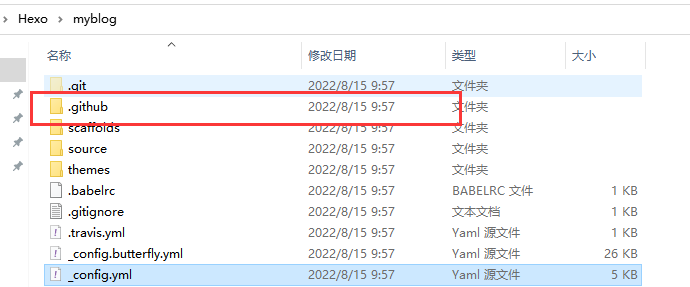 Hexo > myblog
名称 修改日期 类型 大小
.git 2022/8/15 9:57 文件夹
.github 2022/8/15 9:57 文件夹
scaffolds 2022/8/15 9:57 文件夹
source 2022/8/15 9:57 文件夹
themes 2022/8/15 9:57 文件夹
.babelrc 2022/8/15 9:57 BABELRC 文件 1 KB
.gitignore 2022/8/15 9:57 文本文档 1 KB
.travis.yml 2022/8/15 9:57 Yaml 源文件 1 KB
_config.butterfly.yml 2022/8/15 9:57 Yaml 源文件 26 KB
_config.yml 2022/8/15 9:57 Yaml 源文件 5 KB